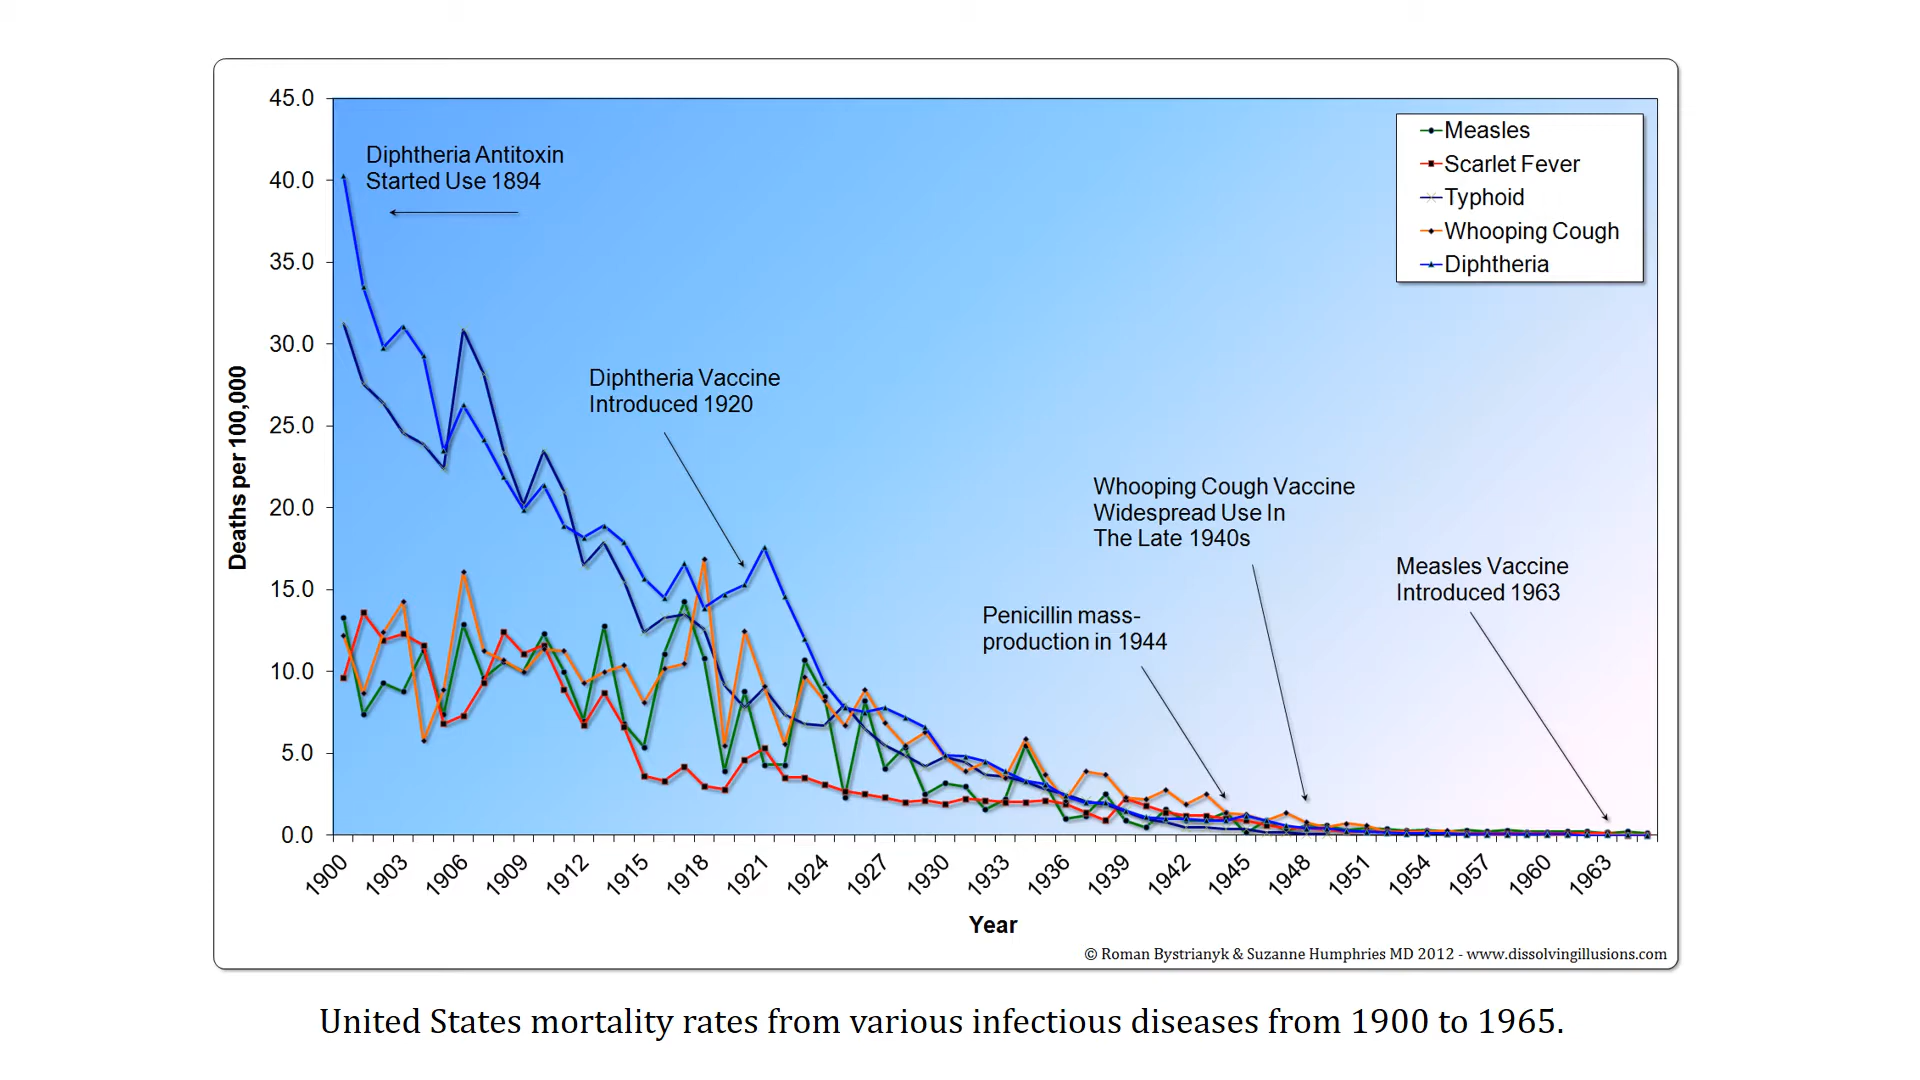 45.0
40.0
35.0
30.0
25.0
20.0
15.0
10.0
5.0
0.0
Deaths per 100,000
Diphtheria Antitoxin
Started Use 1894
Diphtheria Vaccine
Introduced 1920
Penicillin mass-
production in 1944
Whooping Cough Vaccine
Widespread Use In
The Late 1940s
Measles Vaccine
Introduced 1963
Measles
Scarlet Fever
Typhoid
Whooping Cough
Diphtheria
1900 1903 1906 1909 1912 1915 1918 1921 1924 1927 1930 1933 1936 1939 1942 1945 1948 1951 1954 1957 1960 1963
Year
© Roman Bystrianyk & Suzanne Humphries MD 2012 - www.dissolvingillusions.com
United States mortality rates from various infectious diseases from 1900 to 1965.